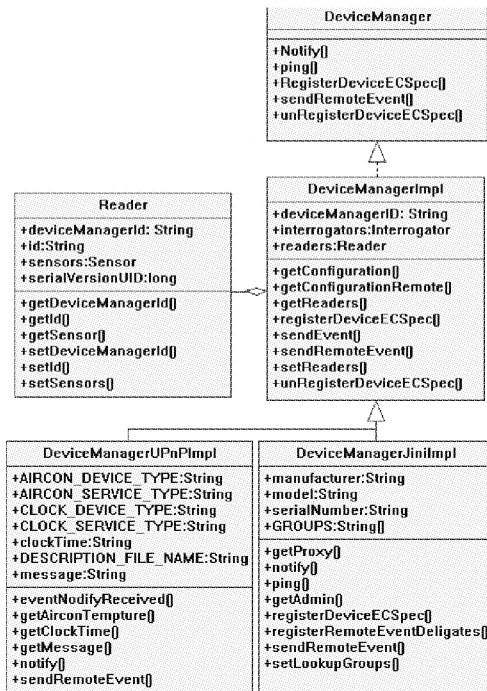 DeviceManager
+Notify()
+ping()
+RegisterDeviceECSpec()
+sendRemoteEvent()
+unRegisterDeviceECSpec()
Reader
+deviceManagerId: String
+id:String
+sensors:Sensor
+serialVersionUID:long
+getDeviceManagerId()
+getId()
+getSensor()
+setDeviceManagerId()
+setId()
+setSensors()
DeviceManagerImpl
+deviceManagerID: String
+interrogators:Interrogator
+readers:Reader
+getConfiguration()
+getConfigurationRemote()
+getReaders()
+registerDeviceECSpec()
+sendEvent()
+sendRemoteEvent()
+setReaders()
+unRegisterDeviceECSpec()
DeviceManagerUPnPImpl
+AIRCON_DEVICE_TYPE:String
+AIRCON_SERVICE_TYPE:String
+CLOCK_DEVICE_TYPE:String
+CLOCK_SERVICE_TYPE:String
+clockTime:String
+DESCRIPTION_FILE_NAME:String
+message:String
+eventNotifyReceived()
+getAirconTempture()
+getClockTime()
+getMessage()
+notify()
+sendRemoteEvent()
DeviceManagerJiniImpl
+manufacturer:String
+model:String
+serialNumber:String
+GROUPS:String[]
+getProxy()
+notify()
+ping()
+getAdmin()
+registerDeviceECSpec()
+registerRemoteEventDeligates()
+sendRemoteEvent()
+setLookupGroups()